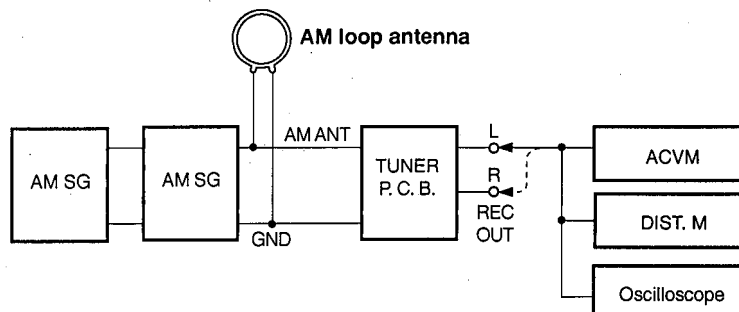 AM loop antenna
AM SG
AM SG
AM ANT
GND
TUNER
P. C. B.
L
R
REC
OUT
ACVM
DIST. M
Oscilloscope